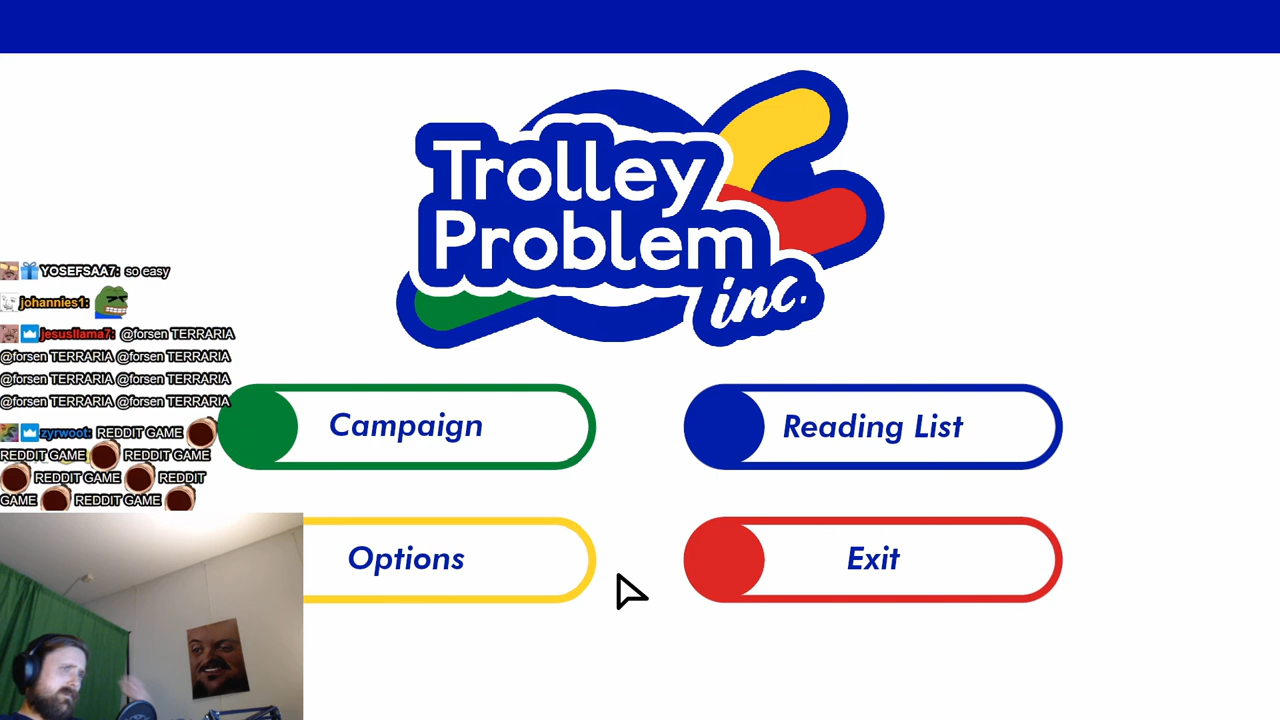 Trolley
Problem
inc.
YOSEFSAA7: so easy
johannies1:
jesusllama7: @forsen TERRARIA
@forsen TERRARIA @forsen TERRARIA
@forsen TERRARIA @forsen TERRARIA
@forsen TERRARIA @forsen TERRARIA
zyrwoot: REDDIT GAME
REDDIT GAME REDDIT GAME
REDDIT GAME REDDIT
GAME REDDIT GAME
Campaign
Reading List
Options
Exit